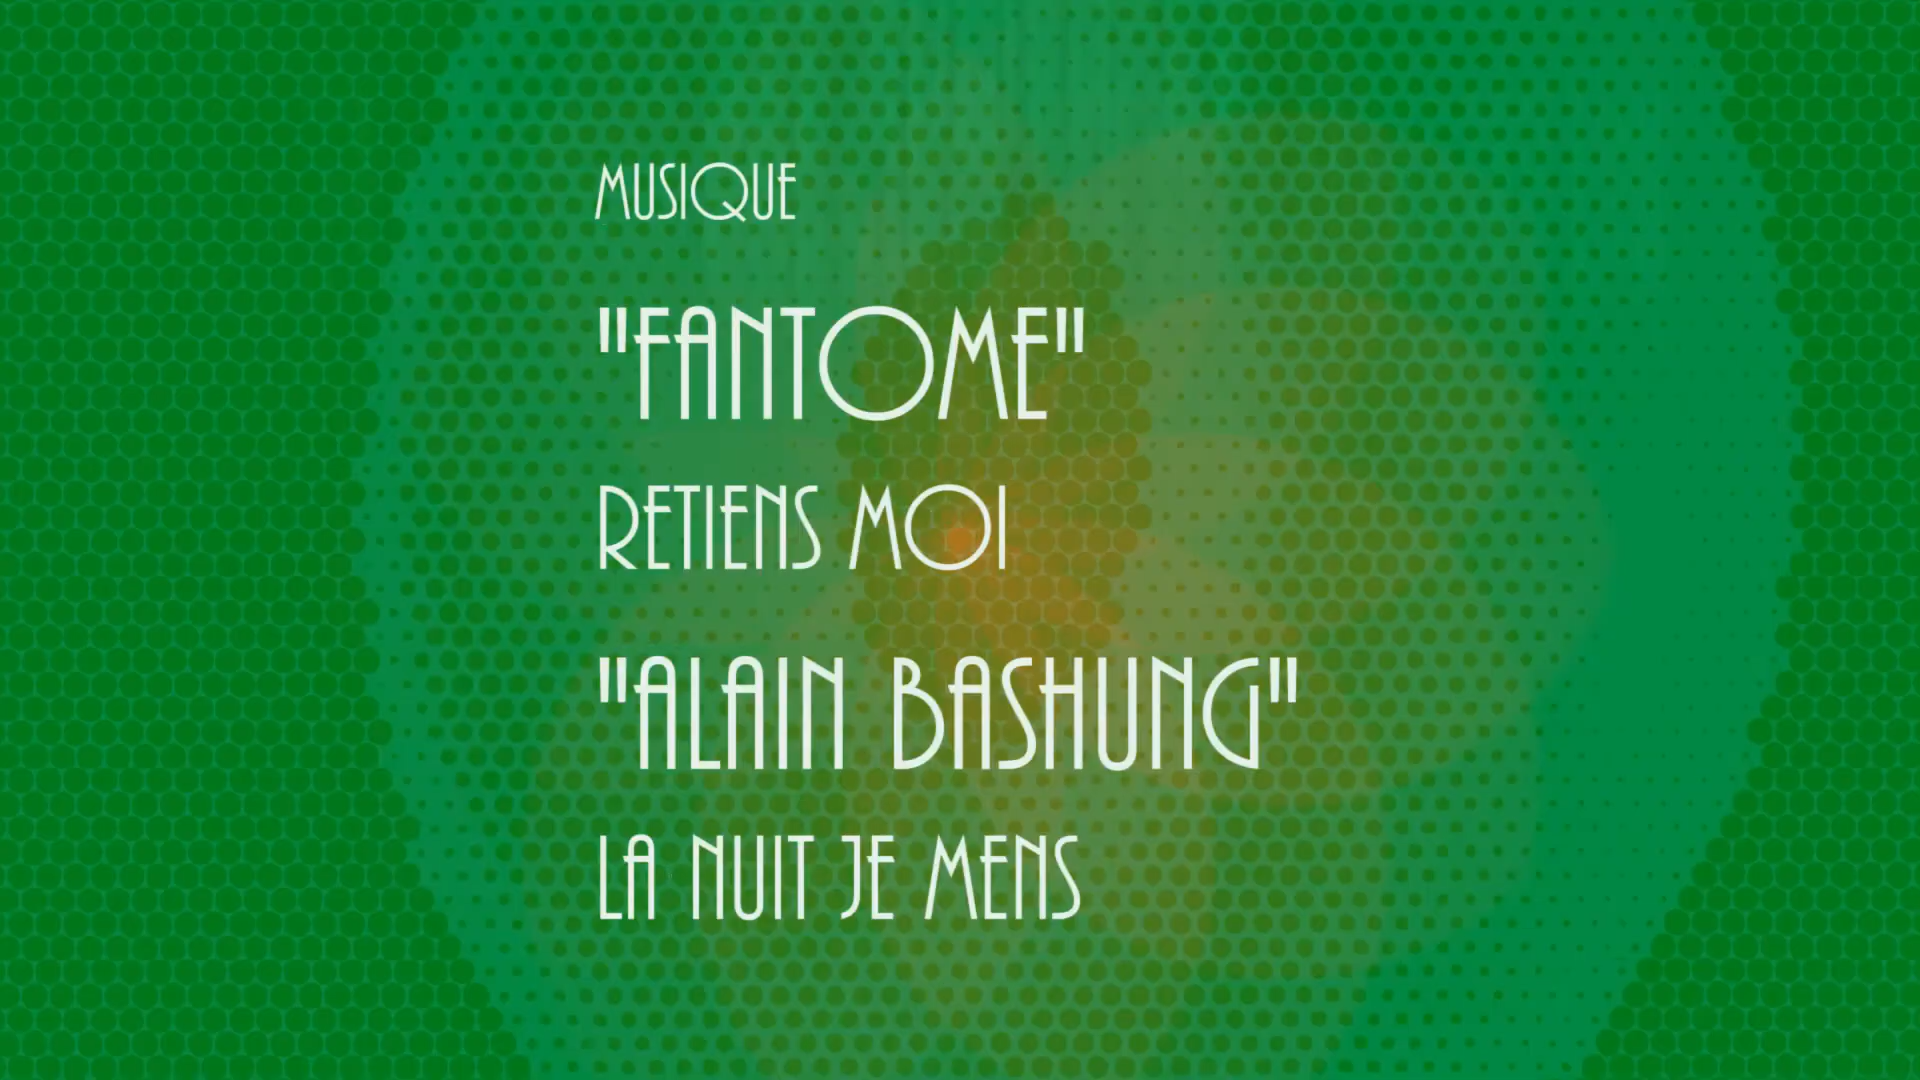 MUSIQUE
"FANTOME"
RETIENS MOI
"ALAIN BASHUNG"
LA NUIT JE MENS